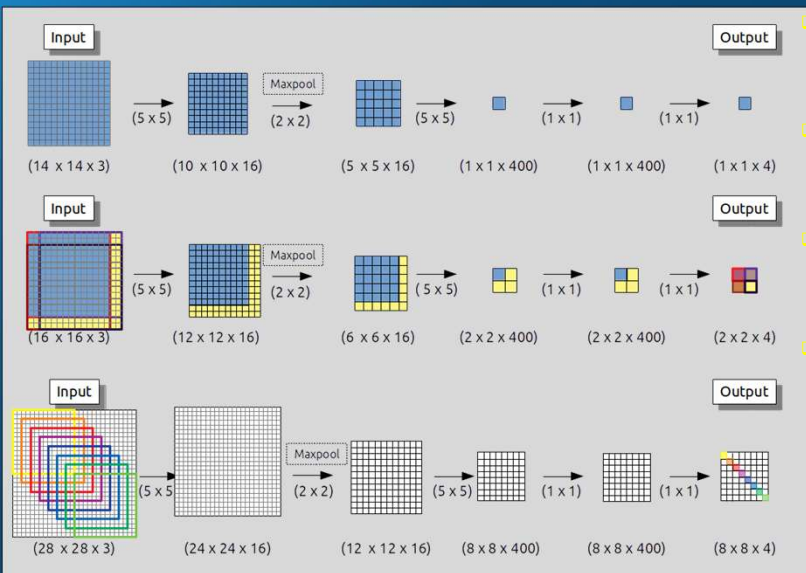 Input
Output
Maxpool
(5 x 5)
(2 x 2)
(5 x 5)
(1 x 1)
(1 x 1)
(14 x 14 x 3)
(10 x 10 x 16)
(5 x 5 x 16)
(1 x 1 x 400)
(1 x 1 x 400)
(1 x 1 x 4)
Input
Output
Maxpool
(5 x 5)
(2 x 2)
(5 x 5)
(1 x 1)
(1 x 1)
(16 x 16 x 3)
(12 x 12 x 16)
(6 x 6 x 16)
(2 x 2 x 400)
(2 x 2 x 400)
(2 x 2 x 4)
Input
Output
Maxpool
(5 x 5
(2 x 2)
(5 x 5)
(1 x 1)
(1 x 1)
(28 x 28 x 3)
(24 x 24 x 16)
(12 x 12 x 16)
(8 x 8 x 400)
(8 x 8 x 400)
(8 x 8 x 4)